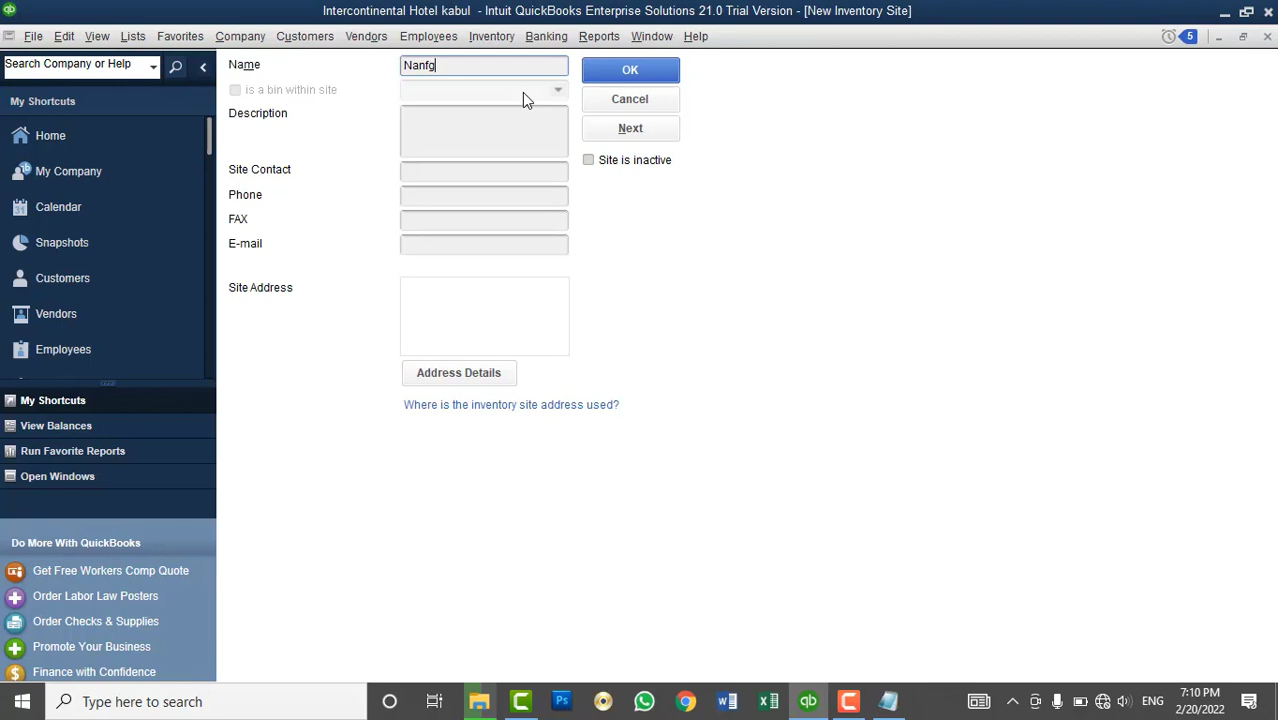 Intercontinental Hotel kabul - Intuit QuickBooks Enterprise Solutions 21.0 Trial Version - [New Inventory Site]
File Edit View Lists Favorites Company Customers Vendors Employees Inventory Banking Reports Window Help 5
Search Company or Help
My Shortcuts
Home
My Company
Calendar
Snapshots
Customers
Vendors
Employees
My Shortcuts
View Balances
Run Favorite Reports
Open Windows
Do More With QuickBooks
Get Free Workers Comp Quote
Order Labor Law Posters
Order Checks & Supplies
Promote Your Business
Finance with Confidence
Name Nanfg
is a bin within site
Description
Site Contact
Phone
FAX
E-mail
Site Address
Address Details
Where is the inventory site address used?
OK
Cancel
Next
Site is inactive
Type here to search
ENG
7:10 PM
2/20/2022